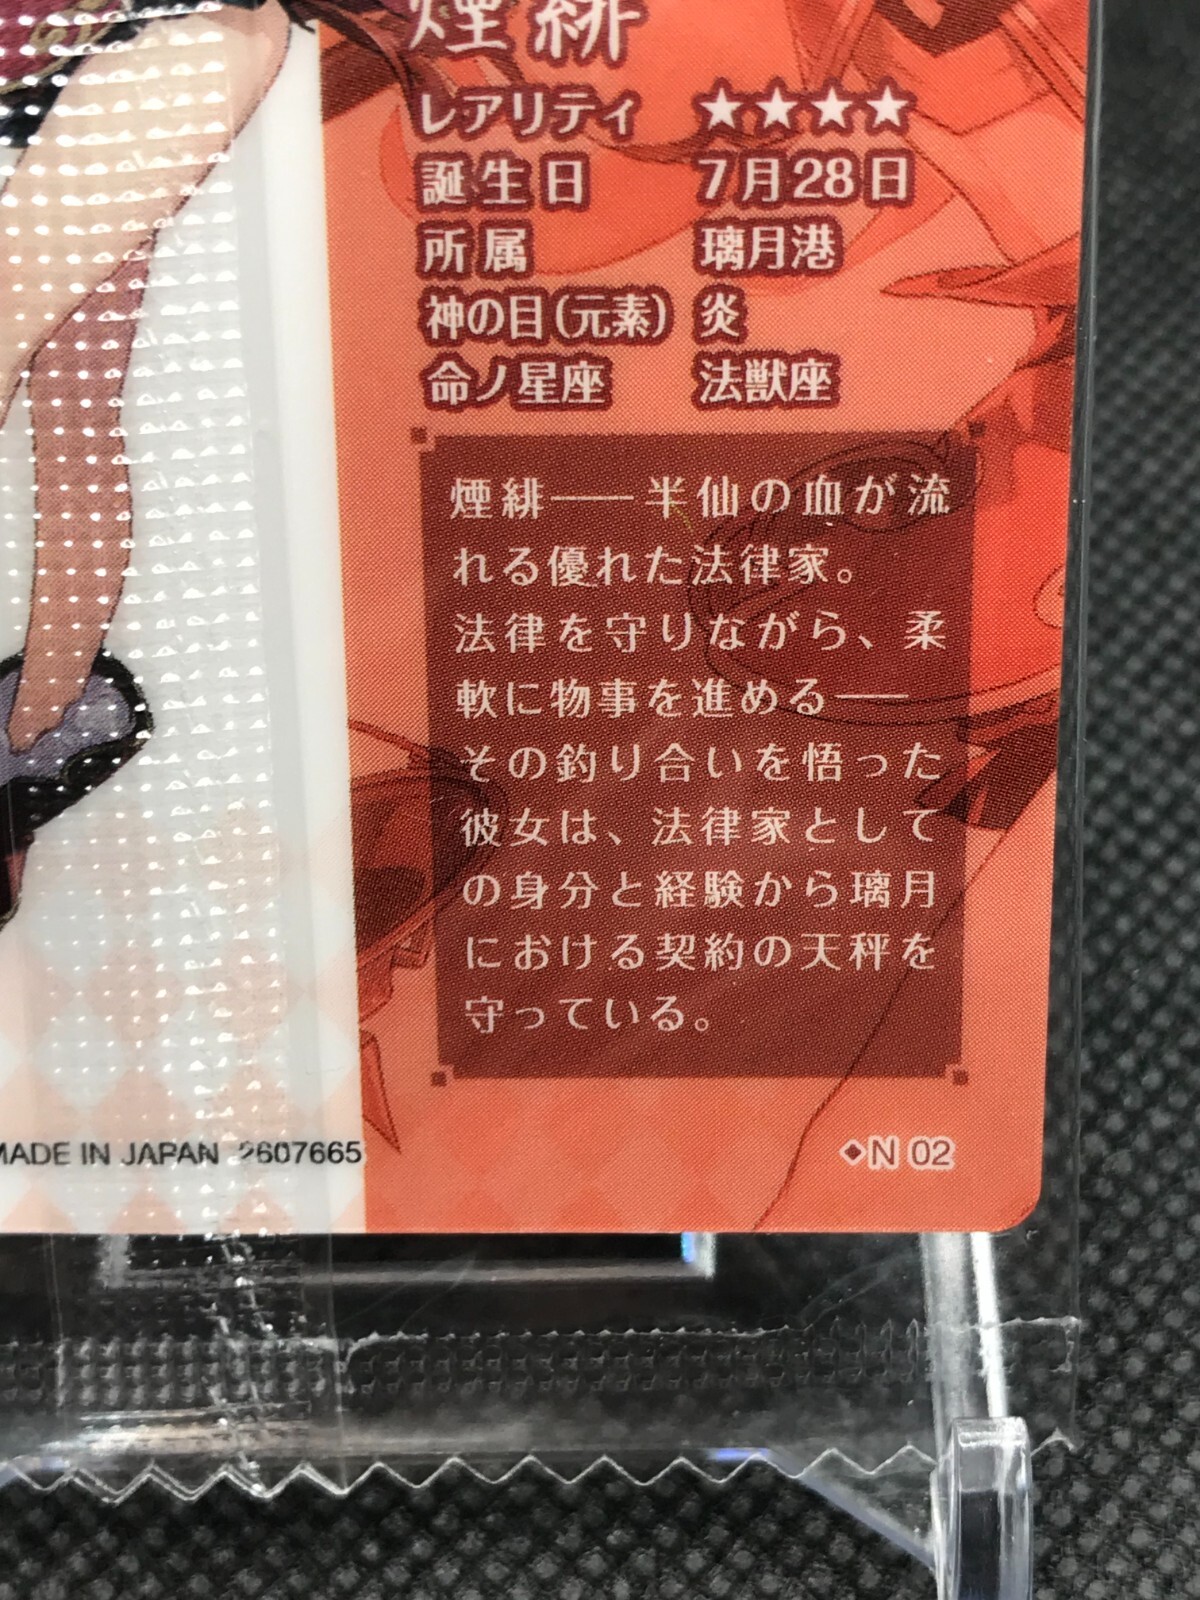 煙緋
レアリティ ★★★★
誕生日 7月28日
所属 璃月港
神の目(元素) 炎
命ノ星座 法獣座
煙緋――半仙の血が流
れる優れた法律家。
法律を守りながら、柔
軟に物事を進める――
その釣り合いを悟った
彼女は、法律家として
の身分と経験から璃月
における契約の天秤を
守っている。
MADE IN JAPAN 2607665
◆N 02